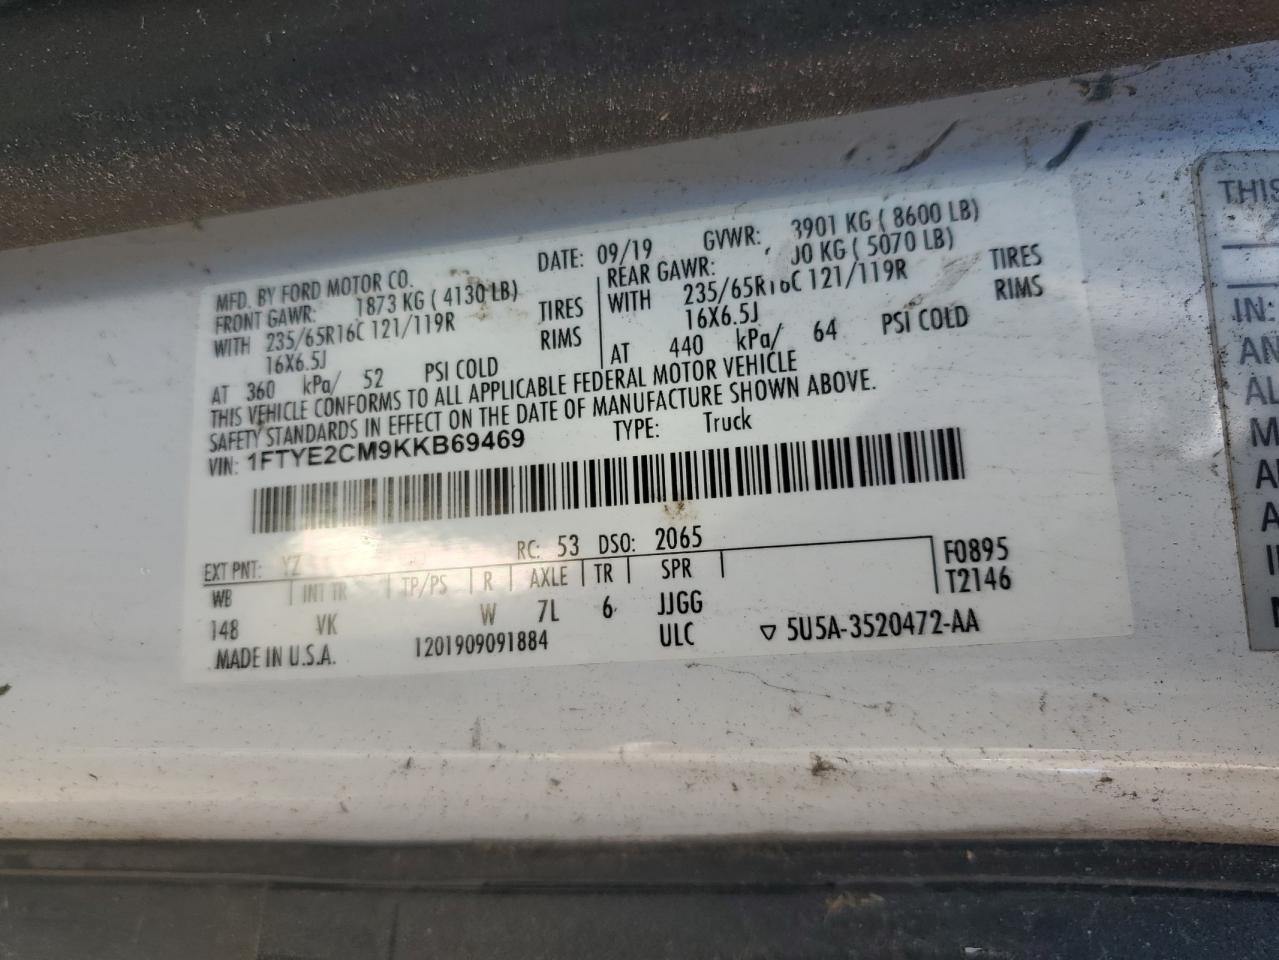 MFD. BY FORD MOTOR CO. DATE: 09/19 GVWR: 3901 KG ( 8600 LB)
FRONT GAWR: 1873 KG ( 4130 LB)
WITH 235/65R16C 121/119R TIRES
16X6.5J RIMS
AT 360 kPa/ 52 PSI COLD
REAR GAWR: KG ( 5070 LB)
WITH 235/65R16C 121/119R TIRES
16X6.5J RIMS
AT 440 kPa/ 64 PSI COLD
THIS VEHICLE CONFORMS TO ALL APPLICABLE FEDERAL MOTOR VEHICLE
SAFETY STANDARDS IN EFFECT ON THE DATE OF MANUFACTURE SHOWN ABOVE.
VIN: 1FTYE2CM9KKB69469 TYPE: Truck
EXT PNT: YZ RC: 53 DSO: 2065
WB INT TR TP/PS R AXLE TR SPR F0895
T2146
148 VK W 7L 6 JJGG
MADE IN U.S.A. 1201909091884 ULC ▽ 5U5A-3520472-AA
THIS
IN: